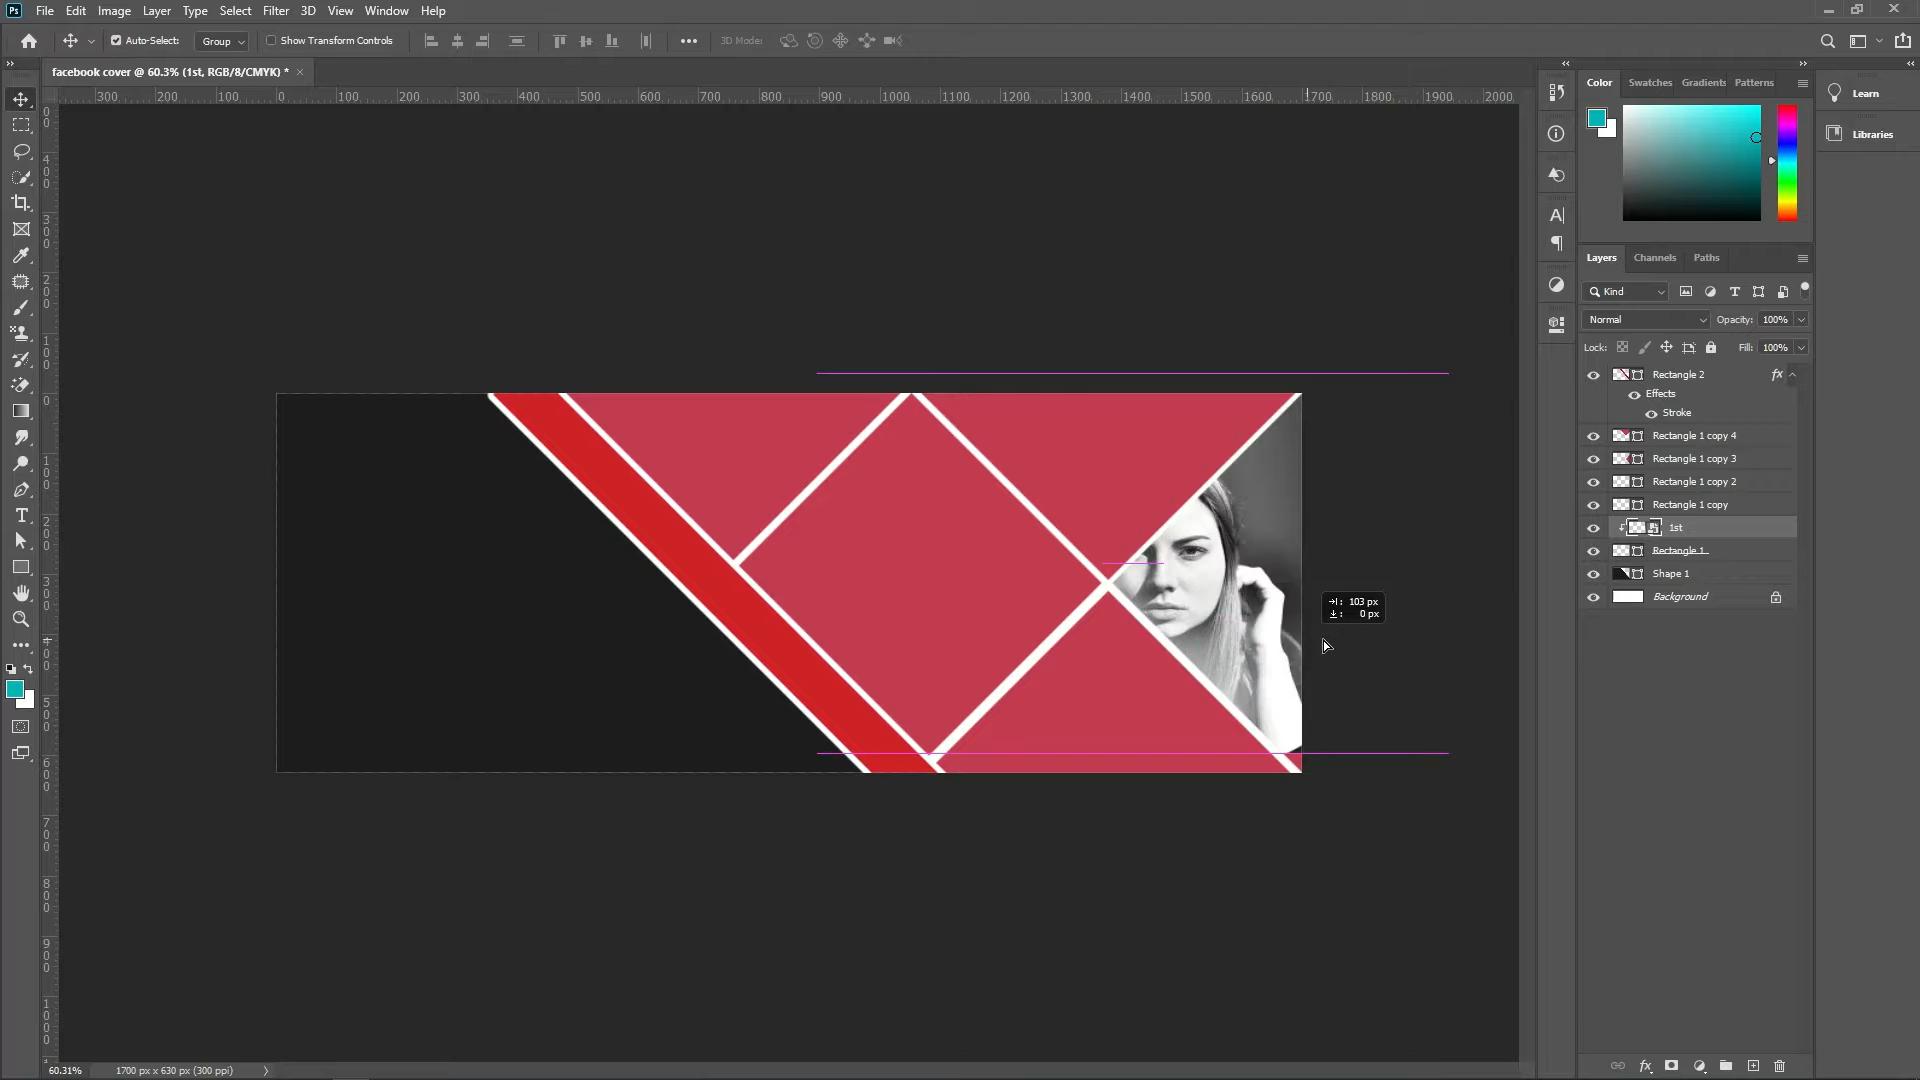 Ps File Edit Image Layer Type Select Filter 3D View Window Help
Auto-Select: Group Show Transform Controls 3D Mode:
facebook cover @ 60.3% (1st, RGB/8/CMYK) * ×
300 200 100 0 100 200 300 400 500 600 700 800 900 1000 1100 1200 1300 1400 1500 1600 1700 1800 1900 2000
Color Swatches Gradients Patterns
Learn
Libraries
Layers Channels Paths
Kind
Normal Opacity: 100%
Lock: Fill: 100%
Rectangle 2 fx
Effects
Stroke
Rectangle 1 copy 4
Rectangle 1 copy 3
Rectangle 1 copy 2
Rectangle 1 copy
1st
Rectangle 1
Shape 1
Background
: 103 px
: 0 px
60.31% 1700 px x 630 px (300 ppi)